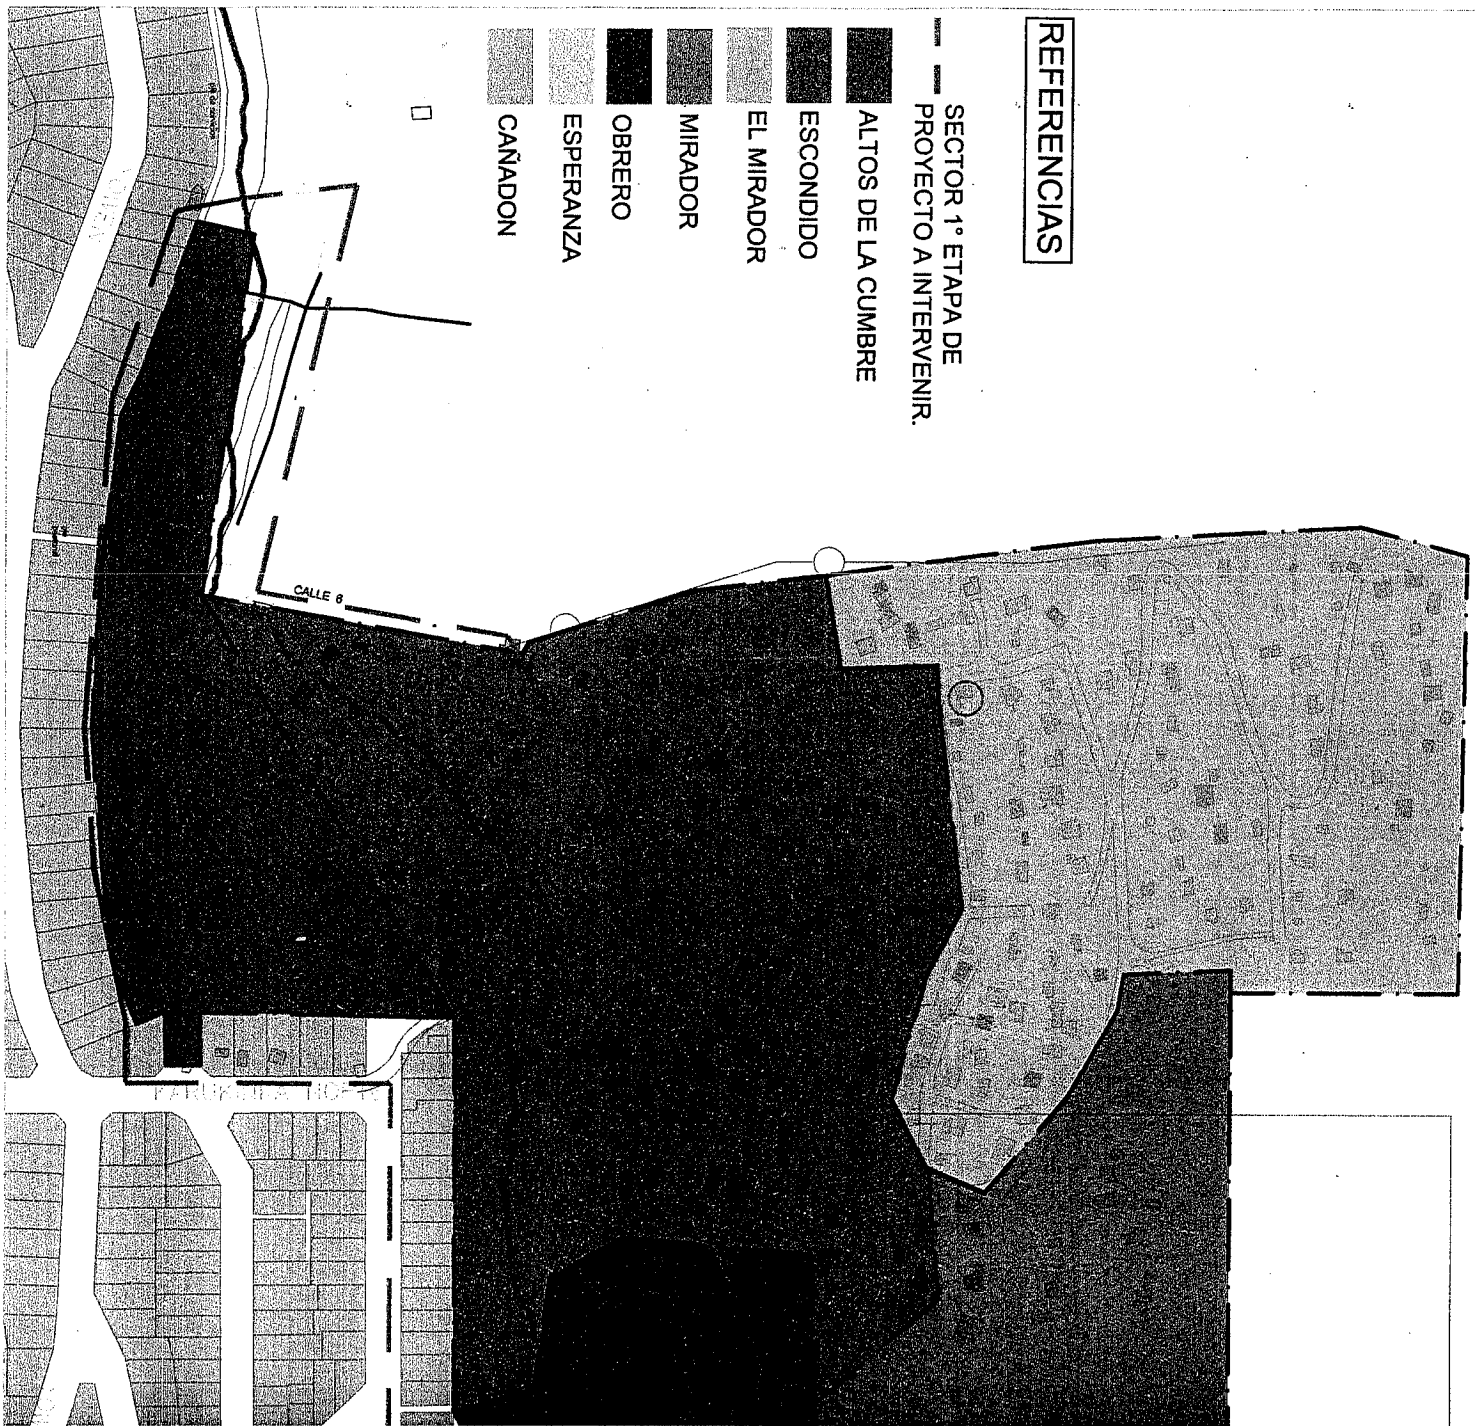 REFERENCIAS
SECTOR 1° ETAPA DE
PROYECTO A INTERVENIR.
ALTOS DE LA CUMBRE
ESCONDIDO
EL MIRADOR
MIRADOR
OBRERO
ESPERANZA
CAÑADON
CALLE 6